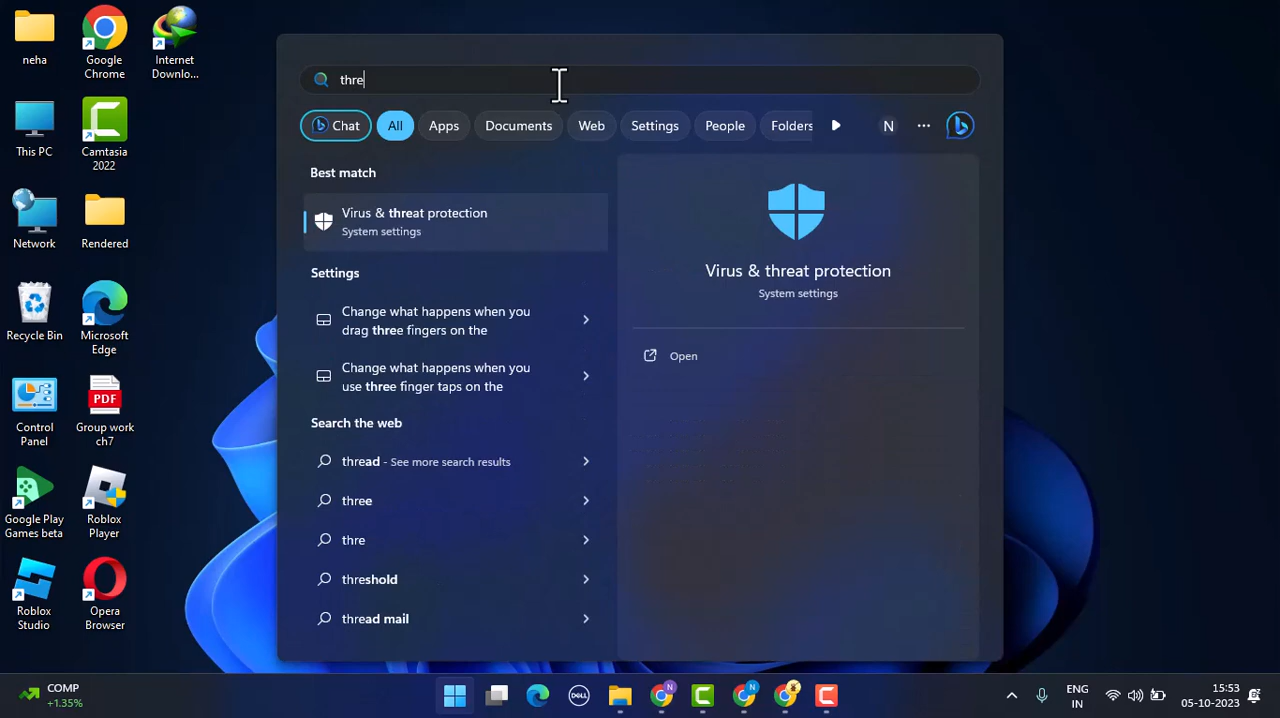 neha
Google
Chrome
Internet
Downlo...
This PC
Camtasia
2022
Network
Rendered
Recycle Bin
Microsoft
Edge
Control
Panel
PDF
Group work
ch7
Google Play
Games beta
Roblox
Player
Roblox
Studio
Opera
Browser
thre
Chat
All
Apps
Documents
Web
Settings
People
Folders
N
Best match
Virus & threat protection
System settings
Settings
Change what happens when you
drag three fingers on the
Change what happens when you
use three finger taps on the
Search the web
thread - See more search results
three
thre
threshold
thread mail
Virus & threat protection
System settings
Open
COMP
+1.35%
DELL
N
N
ENG
IN
15:53
05-10-2023